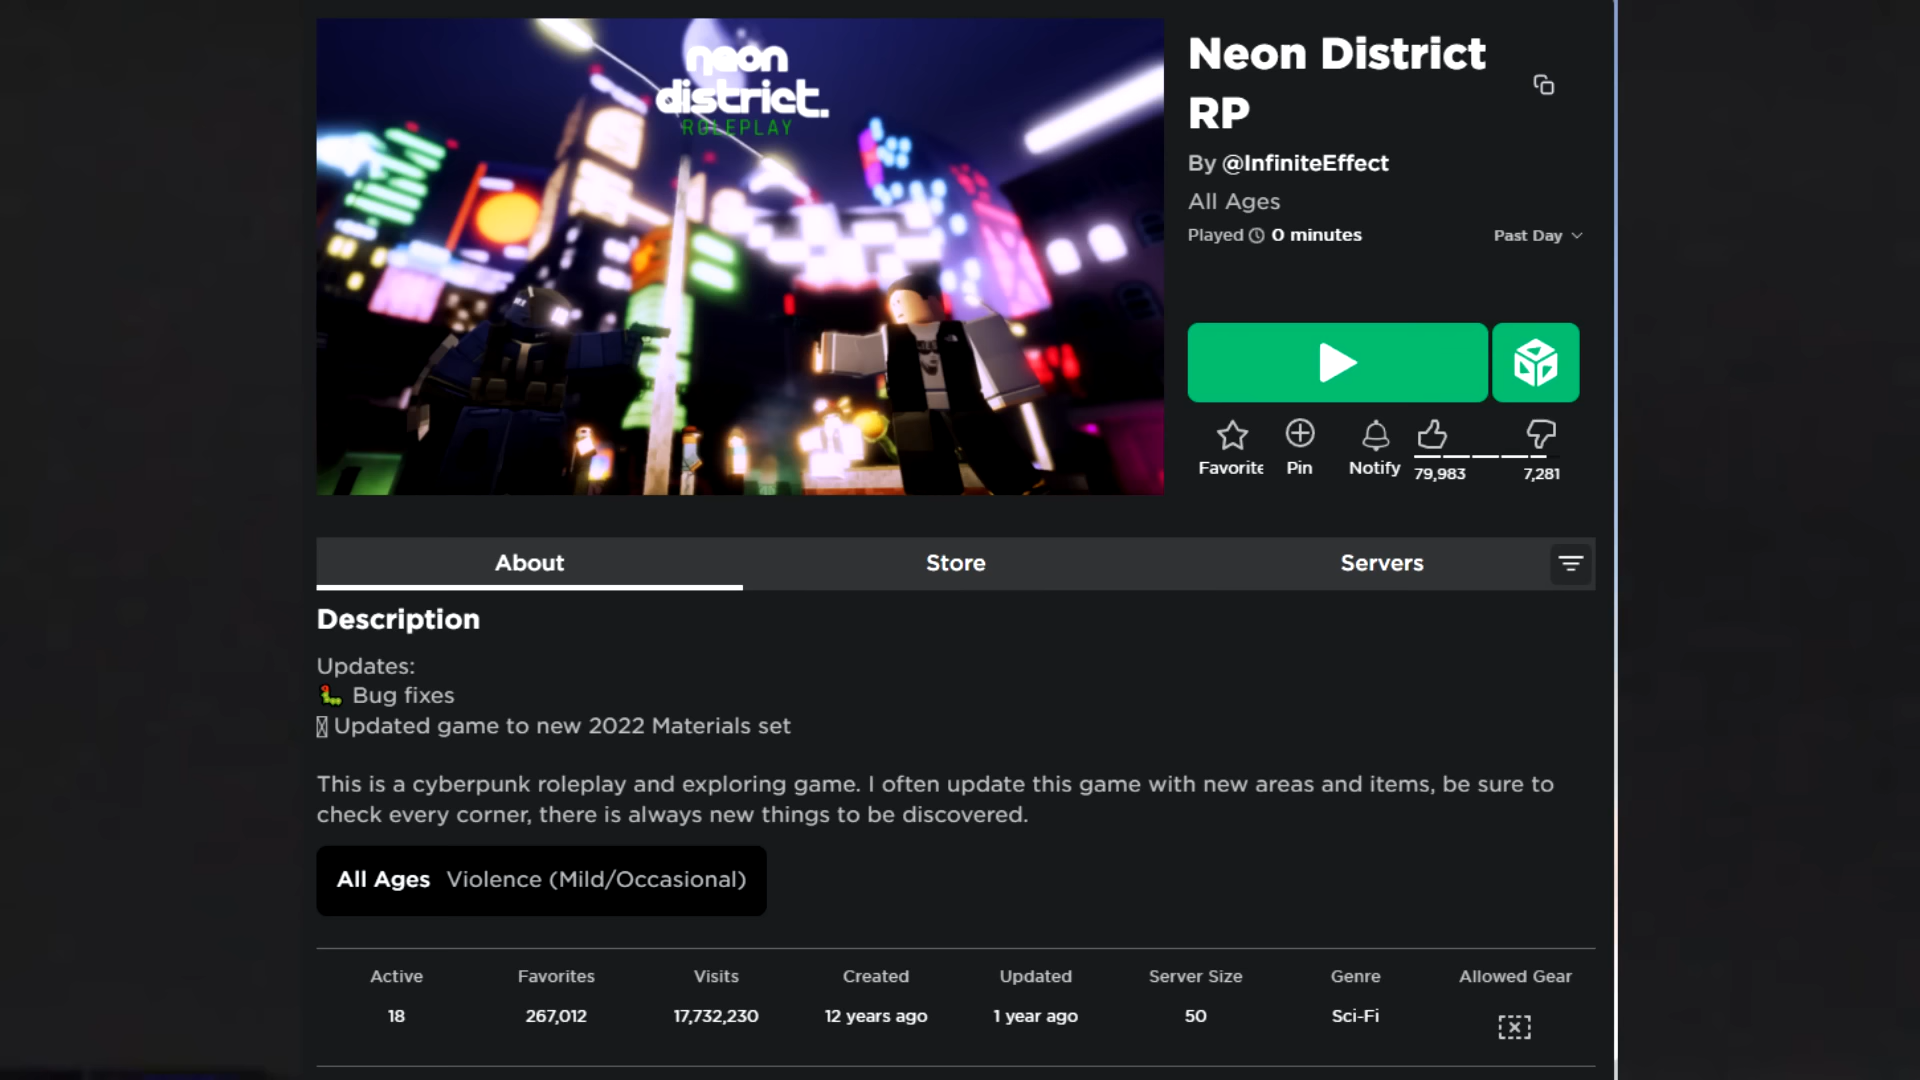 neon
district.
ROLEPLAY
Neon District
RP
By @InfiniteEffect
All Ages
Played 0 minutes
Past Day
Favorite
Pin
Notify
79,983
7,281
About
Store
Servers
Description
Updates:
🐛 Bug fixes
Updated game to new 2022 Materials set
This is a cyberpunk roleplay and exploring game. I often update this game with new areas and items, be sure to
check every corner, there is always new things to be discovered.
All Ages Violence (Mild/Occasional)
Active Favorites Visits Created Updated Server Size Genre Allowed Gear
18 267,012 17,732,230 12 years ago 1 year ago 50 Sci-Fi